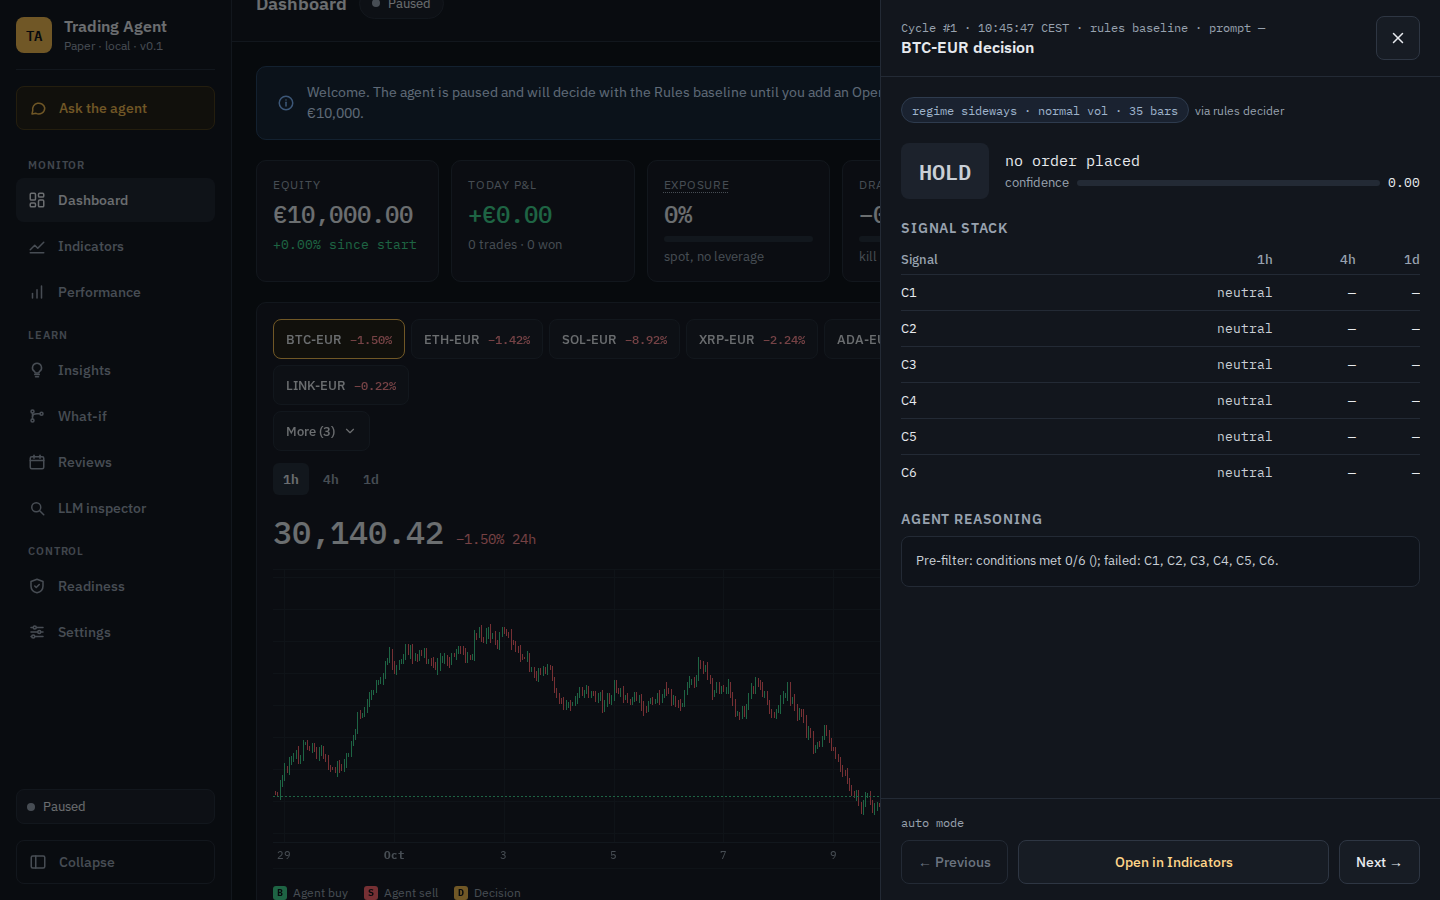 TA
Trading Agent
Paper · local · v0.1
Ask the agent
MONITOR
Dashboard
Indicators
Performance
LEARN
Insights
What-if
Reviews
LLM inspector
CONTROL
Readiness
Settings
Paused
Collapse
Dashboard
Paused
Welcome. The agent is paused and will decide with the Rules baseline until you add an
€10,000.
EQUITY
€10,000.00
+0.00% since start
TODAY P&L
+€0.00
0 trades · 0 won
EXPOSURE
0%
spot, no leverage
kill
BTC-EUR −1.50%
ETH-EUR −1.42%
SOL-EUR −8.92%
XRP-EUR −2.24%
LINK-EUR −0.22%
More (3)
1h 4h 1d
30,140.42 −1.50% 24h
29 Oct 3 5 7 9
B Agent buy S Agent sell D Decision
Cycle #1 · 10:45:47 CEST · rules baseline · prompt —
BTC-EUR decision
regime sideways · normal vol · 35 bars via rules decider
HOLD
no order placed
confidence 0.00
SIGNAL STACK
Signal 1h 4h 1d
C1 neutral — —
C2 neutral — —
C3 neutral — —
C4 neutral — —
C5 neutral — —
C6 neutral — —
AGENT REASONING
Pre-filter: conditions met 0/6 (); failed: C1, C2, C3, C4, C5, C6.
auto mode
← Previous
Open in Indicators
Next →